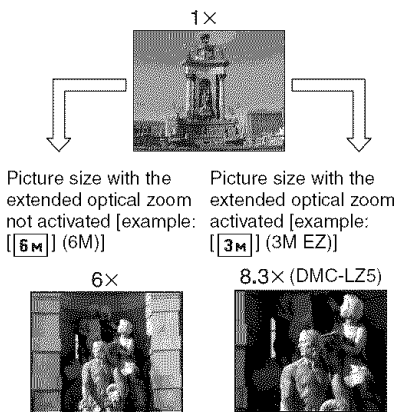 1×
Picture size with the
extended optical zoom
not activated [example:
[[6M]] (6M)]
Picture size with the
extended optical zoom
activated [example:
[[3M]] (3M EZ)]
6×
8.3× (DMC-LZ5)